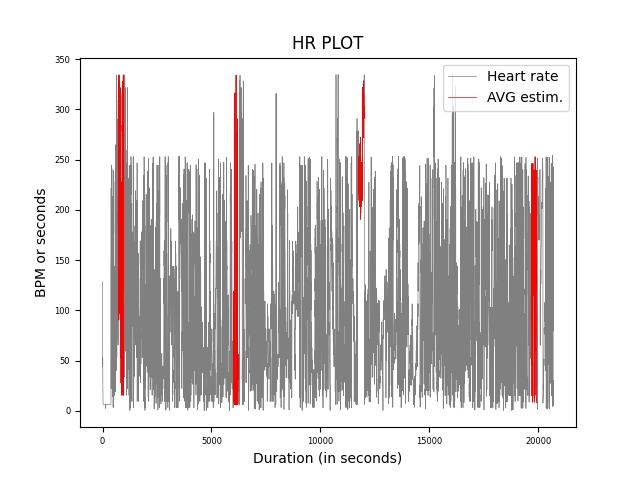 HR PLOT
Heart rate
AVG estim.
350
300
250
200
150
100
50
0
BPM or seconds
0 5000 10000 15000 20000
Duration (in seconds)